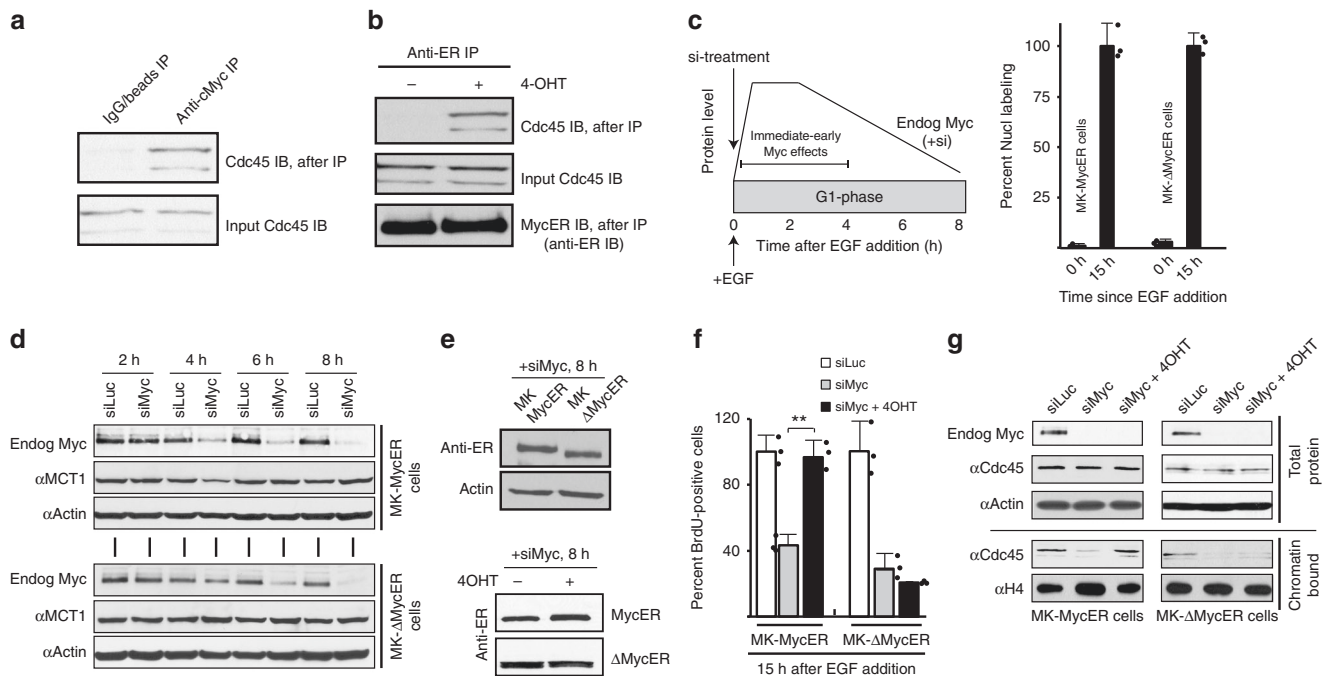 a
IgG/beads IP
Anti-cMyc IP
Cdc45 IB, after IP
Input Cdc45 IB
b
Anti-ER IP
– + 4-OHT
Cdc45 IB, after IP
Input Cdc45 IB
MycER IB, after IP
(anti-ER IB)
c
si-treatment
Protein level
Immediate-early
Myc effects
Endog Myc
(+si)
G1-phase
0 2 4 6 8
Time after EGF addition (h)
+EGF
Percent Nucl labeling
100
75
50
25
MK-MycER cells
MK-ΔMycER cells
0 h
15 h
0 h
15 h
Time since EGF addition
d
2 h 4 h 6 h 8 h
siLuc
siMyc
siLuc
siMyc
siLuc
siMyc
siLuc
siMyc
Endog Myc
αMCT1
αActin
MK-MycER
cells
Endog Myc
αMCT1
αActin
MK-ΔMycER
cells
e
+siMyc, 8 h
MK
MycER
MK
ΔMycER
Anti-ER
Actin
+siMyc, 8 h
4OHT – +
Anti-ER
MycER
ΔMycER
f
siLuc
siMyc
siMyc + 4OHT
Percent BrdU-positive cells
120
80
40
**
MK-MycER
MK-ΔMycER
15 h after EGF addition
g
siLuc
siMyc
siMyc + 4OHT
siLuc
siMyc
siMyc + 4OHT
Endog Myc
αCdc45
αActin
Total
protein
αCdc45
αH4
Chromatin
bound
MK-MycER cells
MK-ΔMycER cells